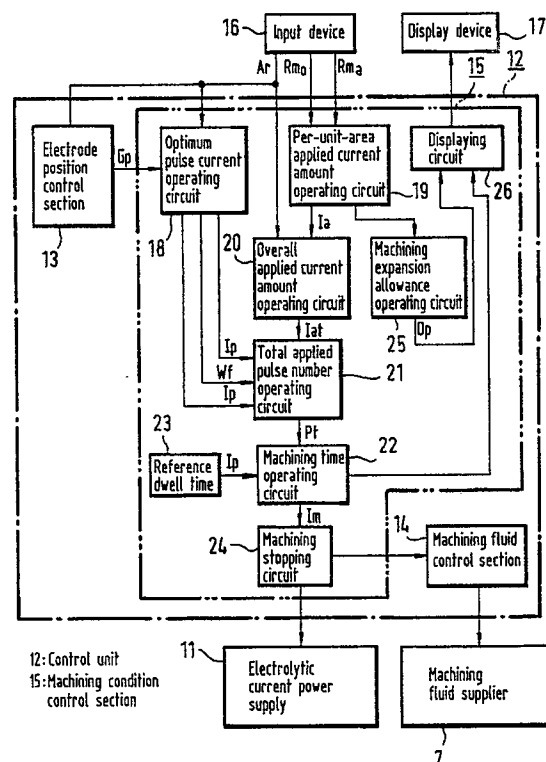 16
Input device
Display device
17
Ar
Rmo
Rma
15
12
Electrode
position
control
section
13
Gp
Optimum
pulse current
operating
circuit
18
Per-unit-area
applied current
amount
operating circuit
19
Displaying
circuit
26
20
Ia
Overall
applied current
amount
operating circuit
Machining
expansion
allowance
operating circuit
25
Dp
Iat
Ip
Wf
Ip
Total applied
pulse number
operating
circuit
21
Pt
23
Reference
dwell time
Ip
Machining time
operating
circuit
22
Im
24
Machining
stopping
circuit
14
Machining fluid
control section
12: Control unit
15: Machining condition
control section
11
Electrolytic
current power
supply
Machining
fluid supplier
7